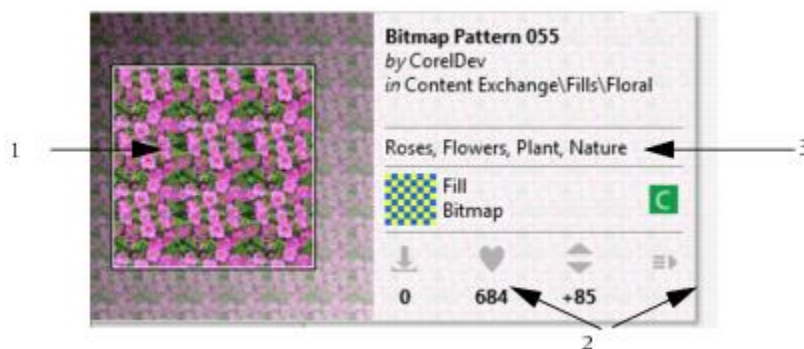 Bitmap Pattern 055
by CorelDev
in Content Exchange\Fills\Floral
1
Roses, Flowers, Plant, Nature
3
Fill
Bitmap
C
0
684
+85
2